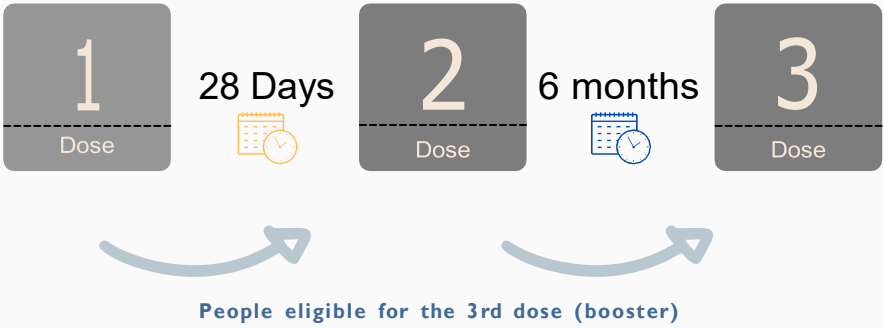 1
Dose
28 Days
2
Dose
6 months
3
Dose
People eligible for the 3rd dose (booster)